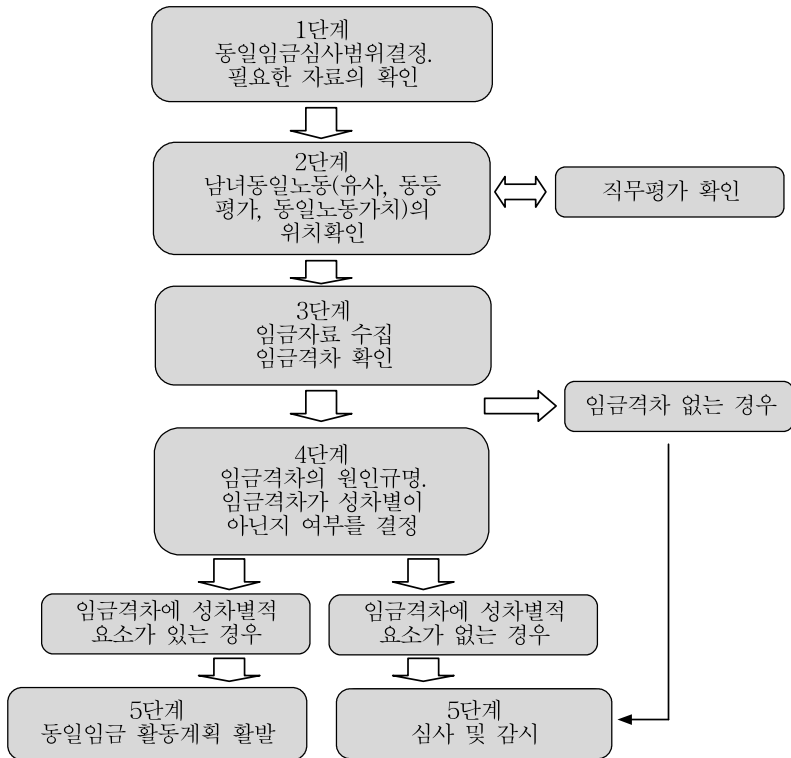 1단계
동일임금심사범위결정.
필요한 자료의 확인
2단계
남녀동일노동(유사, 동등
평가, 동일노동가치)의
위치확인
직무평가 확인
3단계
임금자료 수집
임금격차 확인
임금격차 없는 경우
4단계
임금격차의 원인규명.
임금격차가 성차별이
아닌지 여부를 결정
임금격차에 성차별적
요소가 있는 경우
임금격차에 성차별적
요소가 없는 경우
5단계
동일임금 활동계획 활발
5단계
심사 및 감시